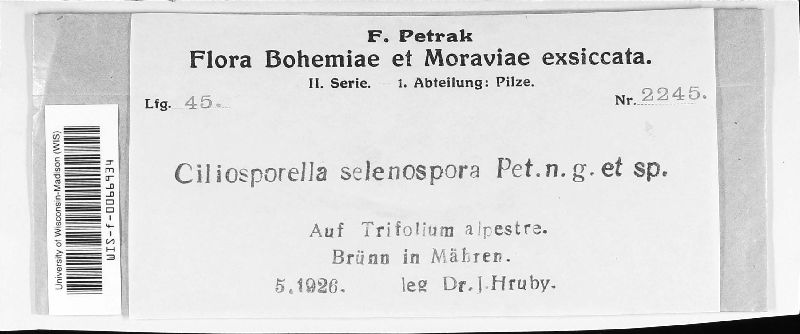 F. Petrak
Flora Bohemiae et Moraviae exsiccata.
II. Serie. 1. Abteilung: Pilze.
Lfg. 45.
Nr. 2245.
Ciliosporella selenospora Pet. n. g. et sp.
Auf Trifolium alpestre.
Brünn in Mähren.
5.1926. leg Dr. J. Hruby.
University of Wisconsin-Madison (WIS)
WIS-f-0066934